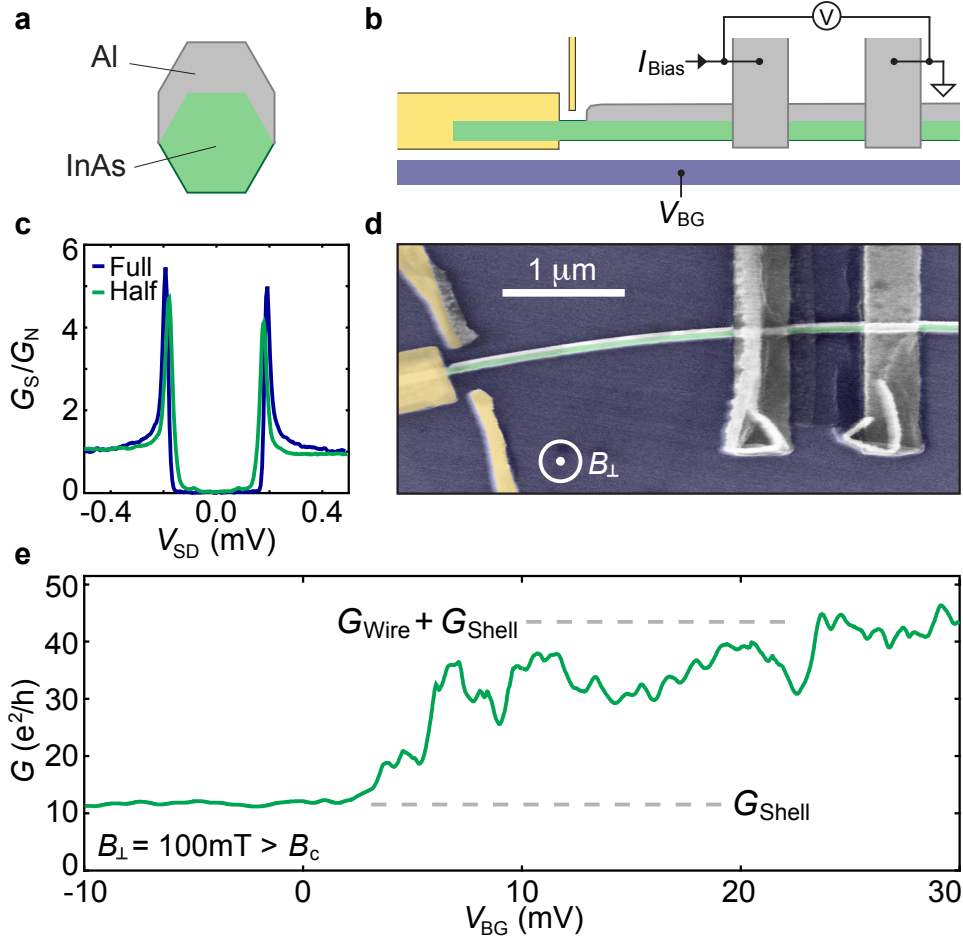 a
Al
InAs
b
V
I_Bias
V_BG
c
Full
Half
6
4
2
0
G_S/G_N
-0.4
0.0
0.4
V_SD (mV)
d
1 μm
B_⊥
e
50
40
30
20
10
0
G (e²/h)
G_Wire + G_Shell
G_Shell
B_⊥ = 100mT > B_c
-10
0
10
20
30
V_BG (mV)